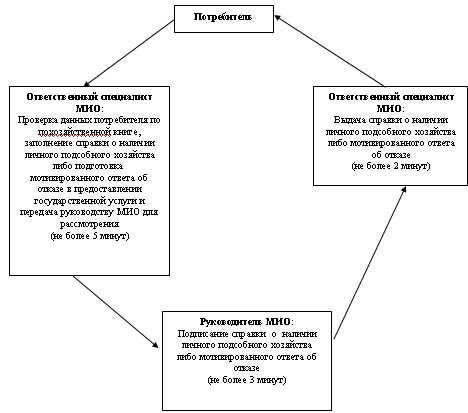 Потребитель
Ответственный специалист
МИО:
Проверка данных потребителя по
похозяйственной книге,
заполнение справки о наличии
личного подсобного хозяйства
либо подготовка
мотивированного ответа об
отказе в предоставлении
государственной услуги и
передача руководству МИО для
рассмотрения
(не более 5 минут)
Ответственный специалист
МИО:
Выдача справки о наличии
личного подсобного хозяйства
либо мотивированного ответа
об отказе
(не более 2 минут)
Руководитель МИО:
Подписание справки о наличии
личного подсобного хозяйства
либо мотивированного ответа об
отказе
(не более 3 минут)